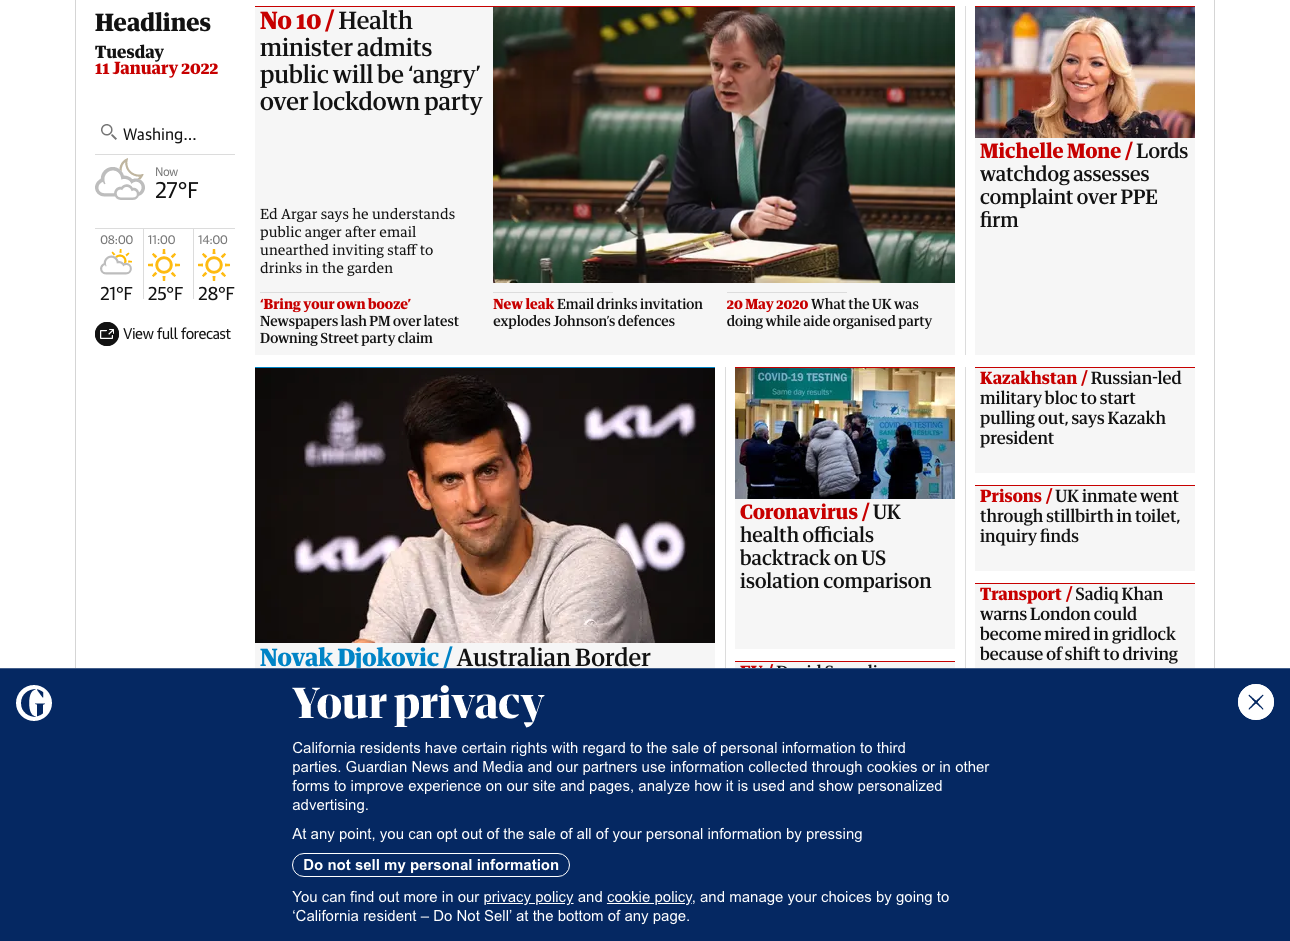 Headlines
Tuesday
11 January 2022
Washing...
Now
27°F
08:00
11:00
14:00
21°F
25°F
28°F
View full forecast
No 10 / Health
minister admits
public will be ‘angry’
over lockdown party
Ed Argar says he understands
public anger after email
unearthed inviting staff to
drinks in the garden
‘Bring your own booze’
Newspapers lash PM over latest
Downing Street party claim
New leak Email drinks invitation
explodes Johnson’s defences
20 May 2020 What the UK was
doing while aide organised party
Michelle Mone / Lords
watchdog assesses
complaint over PPE
firm
Emirates
KIA
KIA
AO
Novak Djokovic / Australian Border
COVID-19 TESTING
Same day results*
COVID-19
TESTING
Coronavirus / UK
health officials
backtrack on US
isolation comparison
Kazakhstan / Russian-led
military bloc to start
pulling out, says Kazakh
president
Prisons / UK inmate went
through stillbirth in toilet,
inquiry finds
Transport / Sadiq Khan
warns London could
become mired in gridlock
because of shift to driving
Your privacy
California residents have certain rights with regard to the sale of personal information to third
parties. Guardian News and Media and our partners use information collected through cookies or in other
forms to improve experience on our site and pages, analyze how it is used and show personalized
advertising.
At any point, you can opt out of the sale of all of your personal information by pressing
Do not sell my personal information
You can find out more in our privacy policy and cookie policy, and manage your choices by going to
‘California resident – Do Not Sell’ at the bottom of any page.